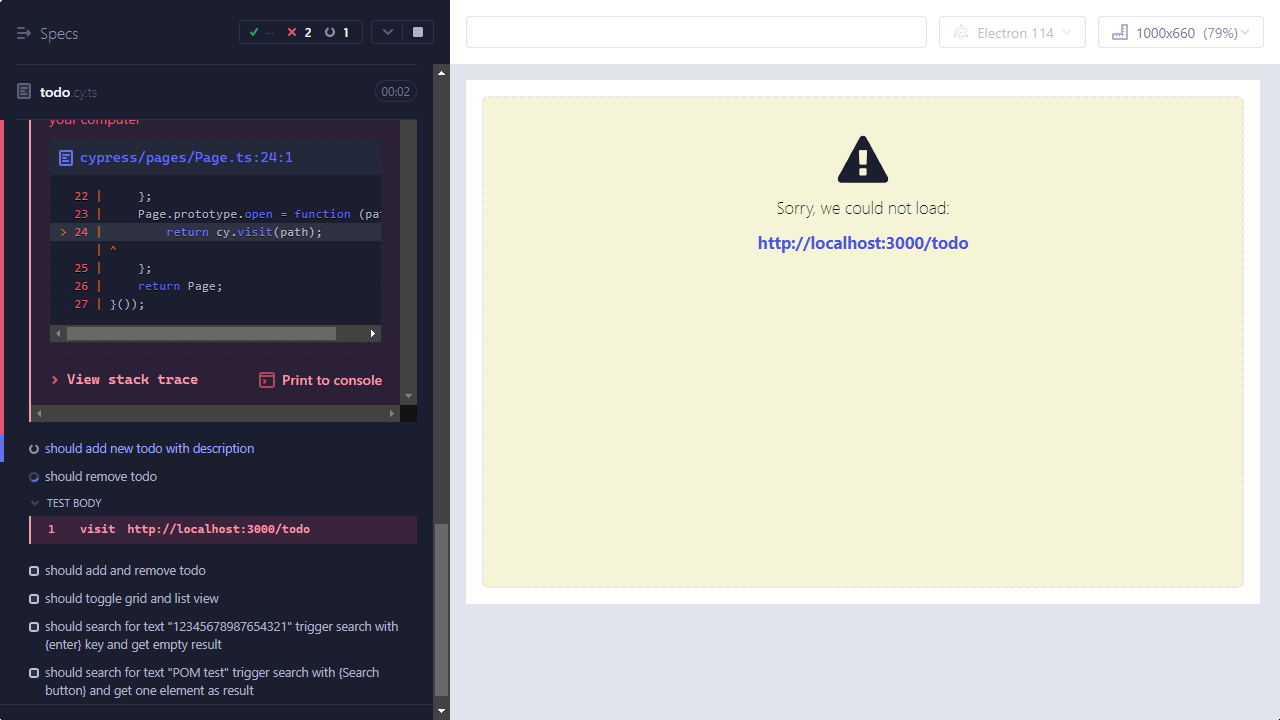 Specs
-- 2 1
Electron 114
1000x660 (79%)
todo.cy.ts
00:02
your computer
cypress/pages/Page.ts:24:1
22 | };
23 | Page.prototype.open = function (pa
> 24 | return cy.visit(path);
| ^
25 | };
26 | return Page;
27 | }());
> View stack trace
Print to console
should add new todo with description
should remove todo
TEST BODY
1 visit http://localhost:3000/todo
should add and remove todo
should toggle grid and list view
should search for text "12345678987654321" trigger search with
{enter} key and get empty result
should search for text "POM test" trigger search with {Search
button} and get one element as result
Sorry, we could not load:
http://localhost:3000/todo